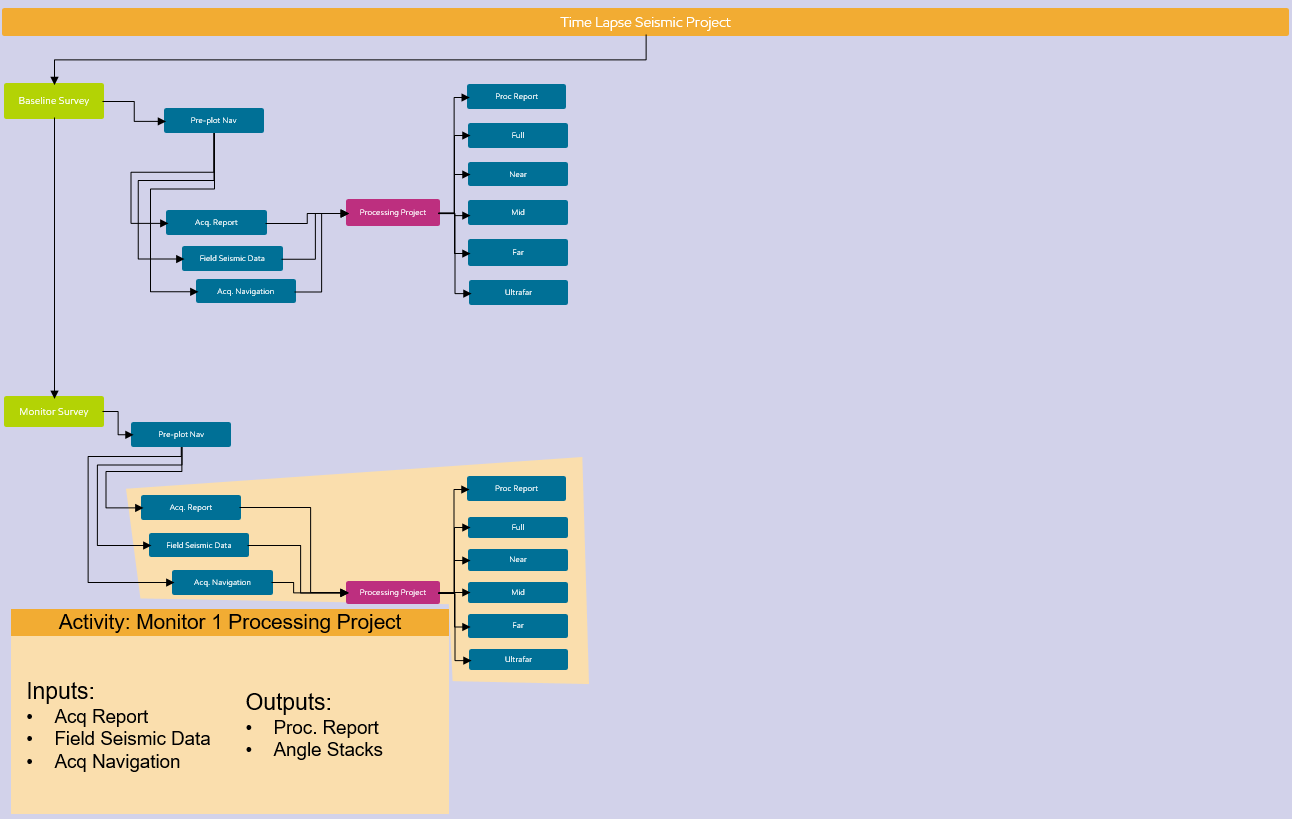 Time Lapse Seismic Project
Baseline Survey
Pre-plot Nav
Acq. Report
Field Seismic Data
Acq. Navigation
Processing Project
Proc Report
Full
Near
Mid
Far
Ultrafar
Monitor Survey
Pre-plot Nav
Acq. Report
Field Seismic Data
Acq. Navigation
Processing Project
Proc Report
Full
Near
Mid
Far
Ultrafar
Activity: Monitor 1 Processing Project
Inputs:
• Acq Report
• Field Seismic Data
• Acq Navigation
Outputs:
• Proc. Report
• Angle Stacks